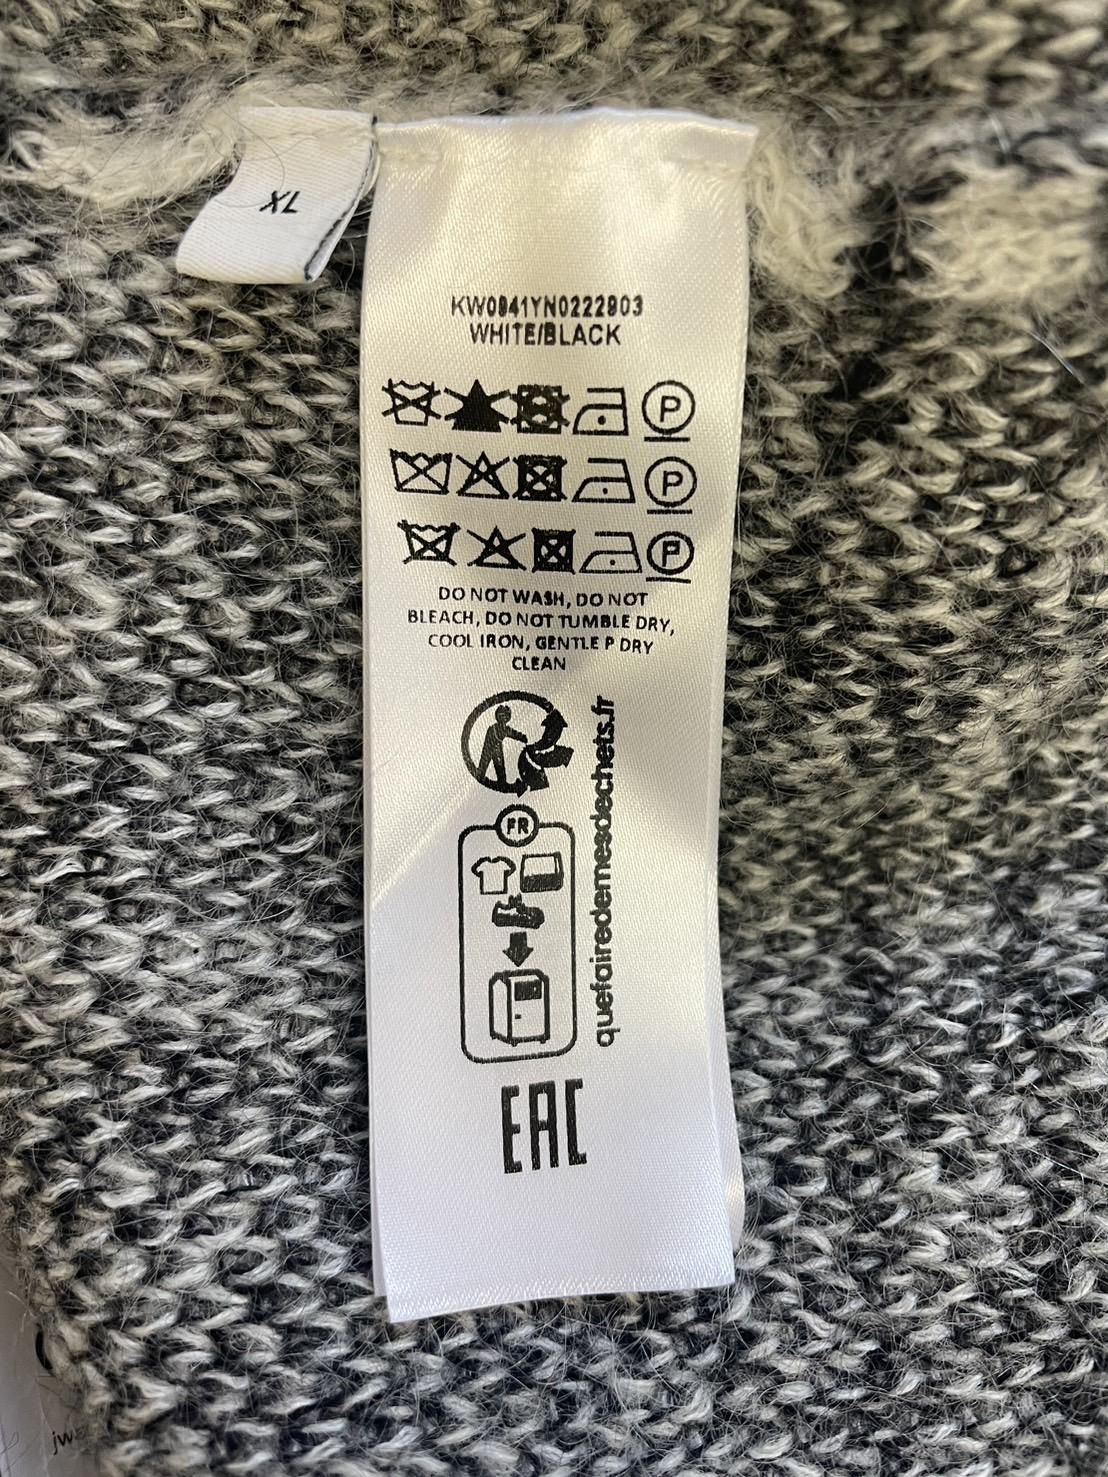 XL
KW0941YN0222903
WHITE/BLACK
P
P
P
DO NOT WASH, DO NOT
BLEACH, DO NOT TUMBLE DRY,
COOL IRON, GENTLE P DRY
CLEAN
FR
quefairedemesdechets.fr
EAC